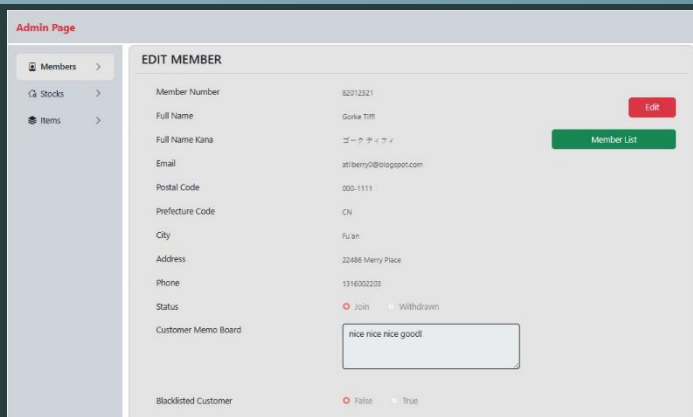 Admin Page
Members
Stocks
Items
EDIT MEMBER
Member Number 82012321
Full Name Gorke Tiffi
Full Name Kana ゴーク ティフィ
Email atilberry0@blogspot.com
Postal Code 000-1111
Prefecture Code CN
City Fu'an
Address 22486 Merry Place
Phone 1316002203
Status Join Withdrawn
Customer Memo Board nice nice nice good!
Blacklisted Customer False True
Edit
Member List